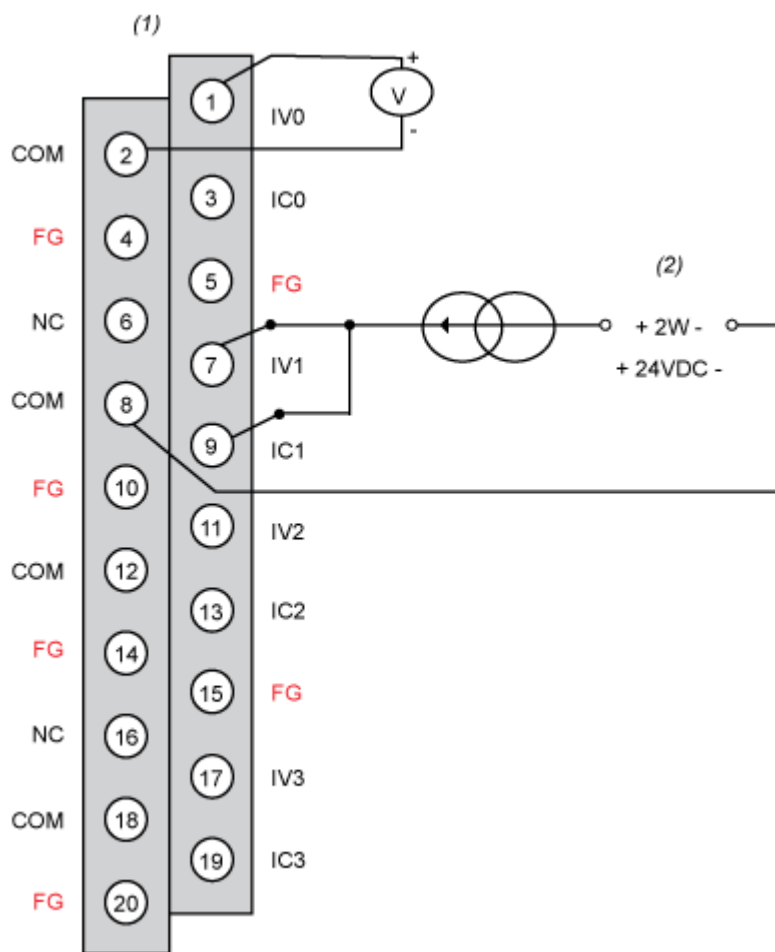 (1)
+
1
V
IV0
-
COM
2
3
IC0
FG
4
5
FG
(2)
NC
6
+ 2W -
7
IV1
+ 24VDC -
COM
8
9
IC1
FG
10
11
IV2
COM
12
13
IC2
FG
14
15
FG
NC
16
17
IV3
COM
18
19
IC3
FG
20